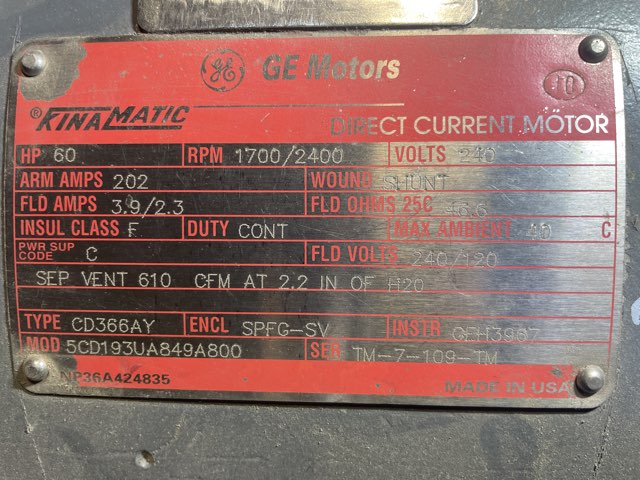 GE GE Motors
® KINAMATIC
DIRECT CURRENT MOTOR
HP 60 RPM 1700/2400 VOLTS 240
ARM AMPS 202 WOUND SHUNT
FLD AMPS 3.9/2.3 FLD OHMS 25C
INSUL CLASS F DUTY CONT MAX AMBIENT 40 C
PWR SUP CODE C FLD VOLTS 240/120
SEP VENT 610 CFM AT 2.2 IN OF H2O
TYPE CD366AY ENCL SPFG-SV INSTR GEH3967
MOD 5CD193UA849A800 SER TM-7-109-TM
NP36A424835 MADE IN USA